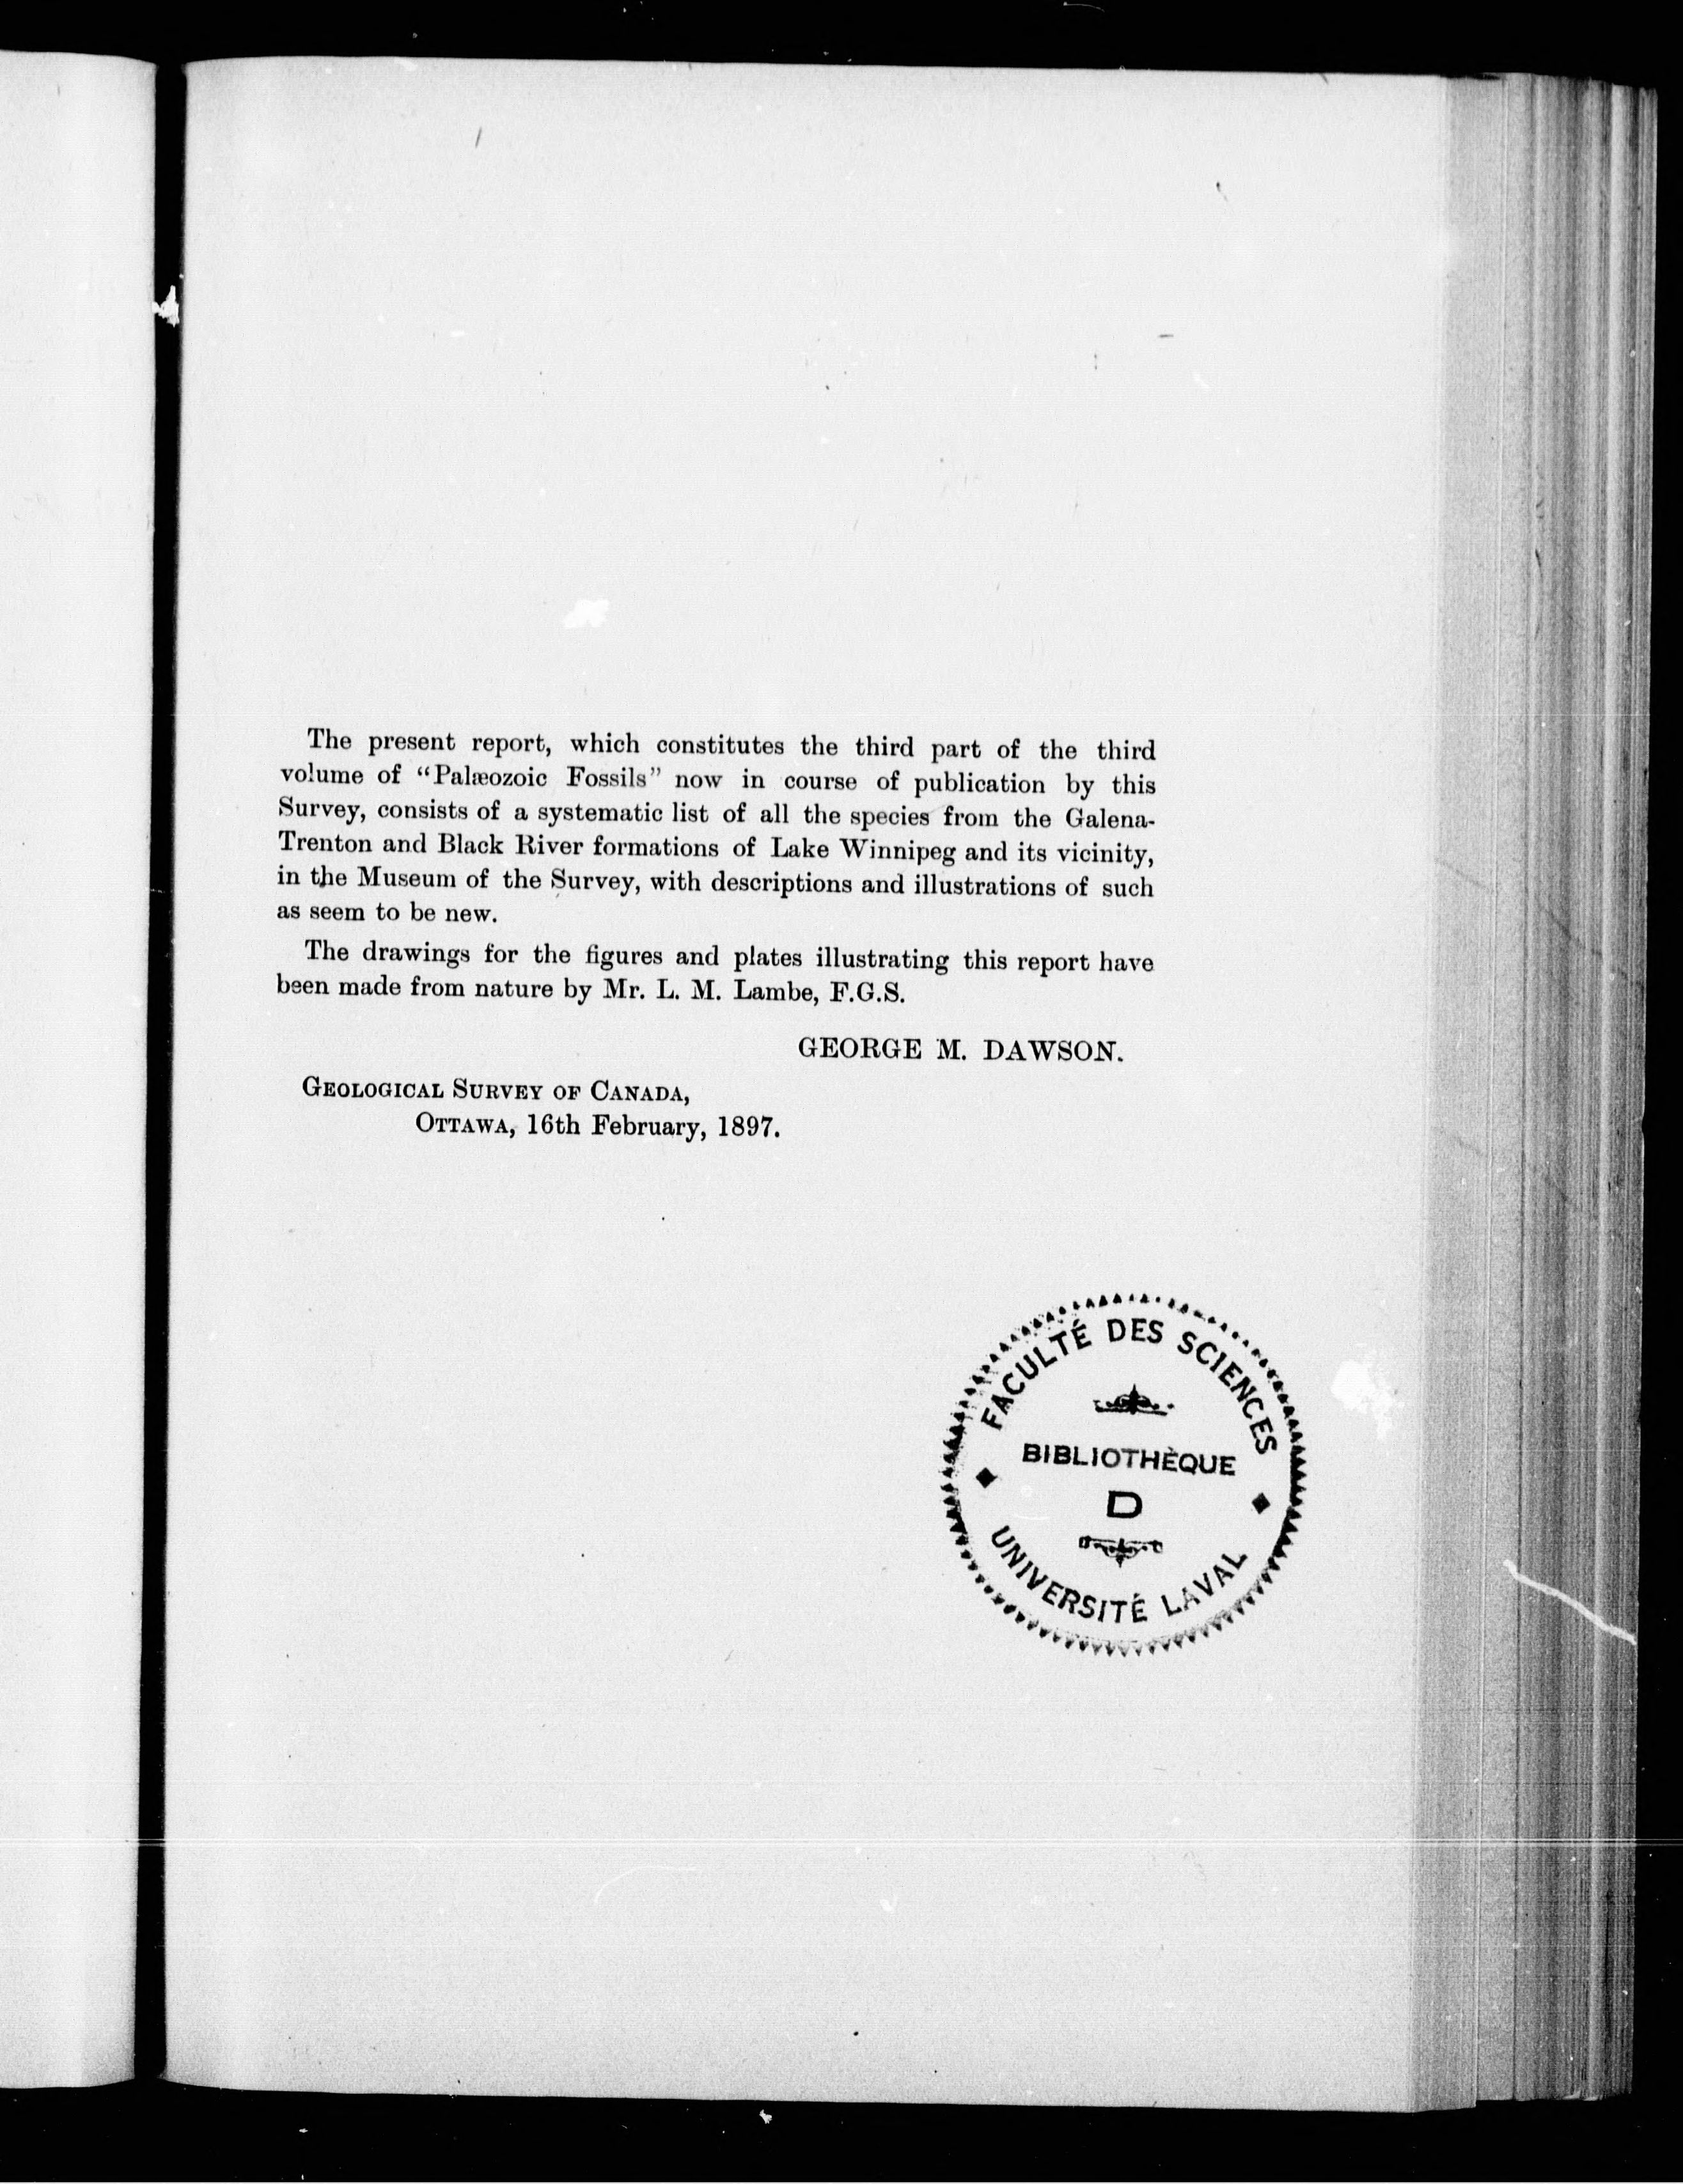 The present report, which constitutes the third part of the third
volume of “Palæozoic Fossils” now in course of publication by this
Survey, consists of a systematic list of all the species from the Galena-
Trenton and Black River formations of Lake Winnipeg and its vicinity,
in the Museum of the Survey, with descriptions and illustrations of such
as seem to be new.
The drawings for the figures and plates illustrating this report have
been made from nature by Mr. L. M. Lambe, F.G.S.
GEORGE M. DAWSON.
GEOLOGICAL SURVEY OF CANADA,
OTTAWA, 16th February, 1897.
FACULTÉ DES SCIENCES
BIBLIOTHÈQUE
D
UNIVERSITÉ LAVAL